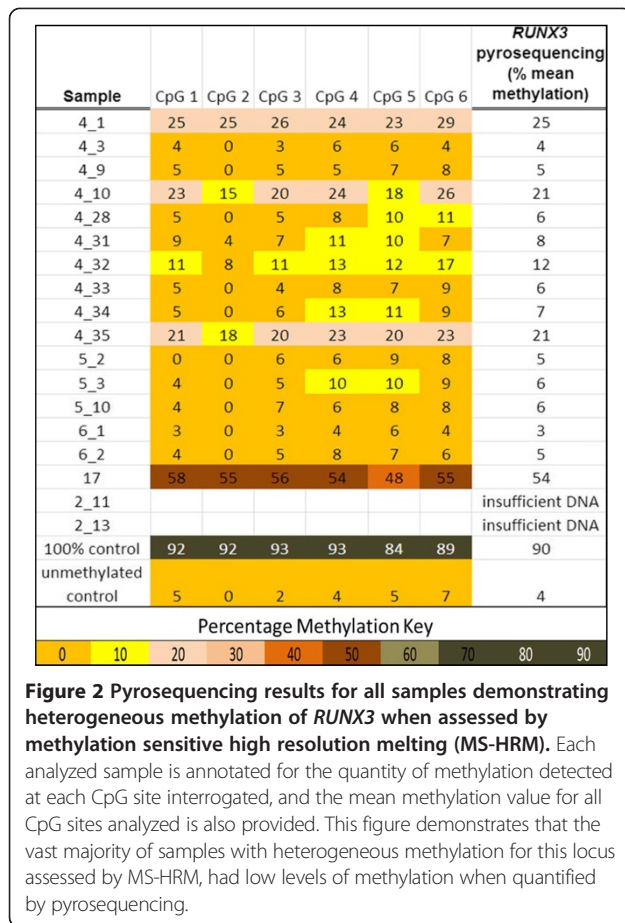 RUNX3
pyrosequencing
(% mean
methylation)
Sample CpG 1 CpG 2 CpG 3 CpG 4 CpG 5 CpG 6
4_1 25 25 26 24 23 29 25
4_3 4 0 3 6 6 4 4
4_9 5 0 5 5 7 8 5
4_10 23 15 20 24 18 26 21
4_28 5 0 5 8 10 11 6
4_31 9 4 7 11 10 7 8
4_32 11 8 11 13 12 17 12
4_33 5 0 4 8 7 9 6
4_34 5 0 6 13 11 9 7
4_35 21 18 20 23 20 23 21
5_2 0 0 6 6 9 8 5
5_3 4 0 5 10 10 9 6
5_10 4 0 7 6 8 8 6
6_1 3 0 3 4 6 4 3
6_2 4 0 5 8 7 6 5
17 58 55 56 54 48 55 54
2_11 insufficient DNA
2_13 insufficient DNA
100% control 92 92 93 93 84 89 90
unmethylated
control 5 0 2 4 5 7 4
Percentage Methylation Key
0 10 20 30 40 50 60 70 80 90
Figure 2 Pyrosequencing results for all samples demonstrating
heterogeneous methylation of RUNX3 when assessed by
methylation sensitive high resolution melting (MS-HRM). Each
analyzed sample is annotated for the quantity of methylation detected
at each CpG site interrogated, and the mean methylation value for all
CpG sites analyzed is also provided. This figure demonstrates that the
vast majority of samples with heterogeneous methylation for this locus
assessed by MS-HRM, had low levels of methylation when quantified
by pyrosequencing.